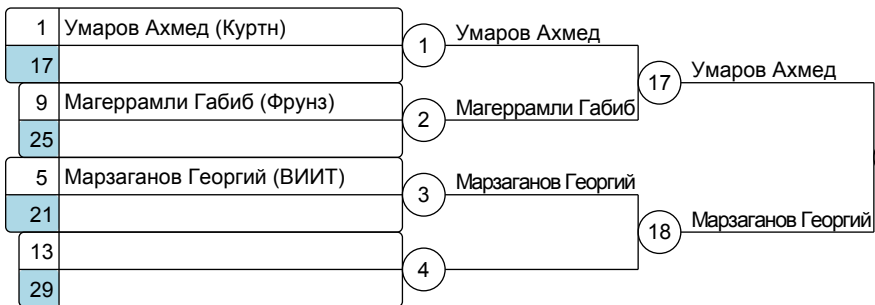 1 Умаров Ахмед (Куртн)
17
9 Магеррамли Габиб (Фрунз)
25
5 Марзаганов Георгий (ВИИТ)
21
13
29
1 Умаров Ахмед
2 Магеррамли Габиб
3 Марзаганов Георгий
4
17 Умаров Ахмед
18 Марзаганов Георгий